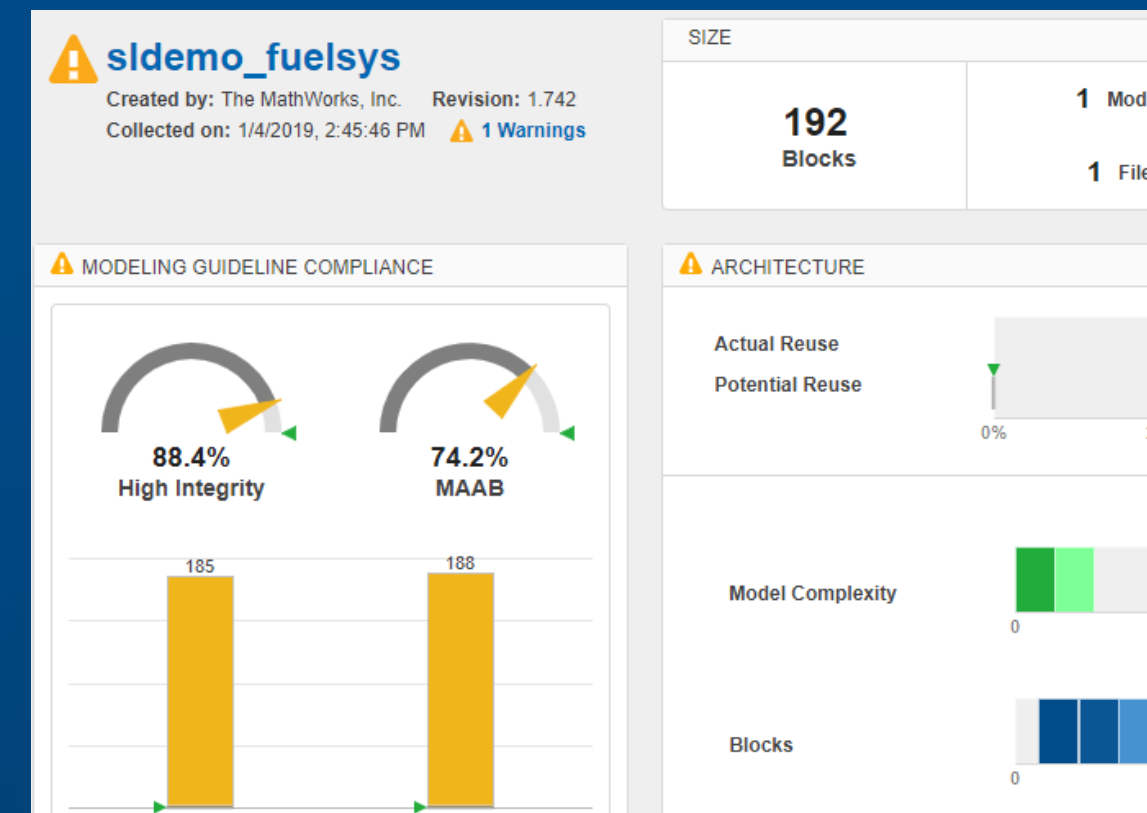 sldemo_fuelsys
Created by: The MathWorks, Inc. Revision: 1.742
Collected on: 1/4/2019, 2:45:46 PM 1 Warnings
SIZE
192
Blocks
1 Mod
1 File
MODELING GUIDELINE COMPLIANCE
88.4%
High Integrity
74.2%
MAAB
185
188
ARCHITECTURE
Actual Reuse
Potential Reuse
0%
Model Complexity
0
Blocks
0